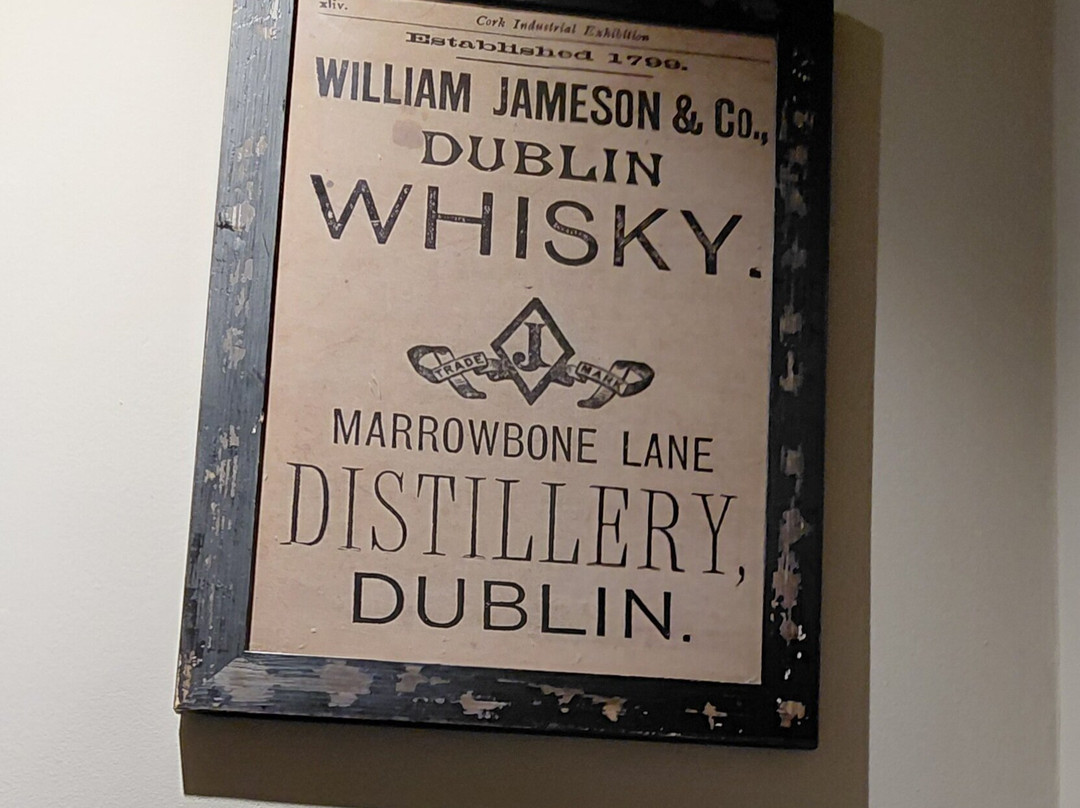 xliv.
Cork Industrial Exhibition
Established 1799.
WILLIAM JAMESON & Co.,
DUBLIN
WHISKY.
J
TRADE MARK
MARROWBONE LANE
DISTILLERY,
DUBLIN.